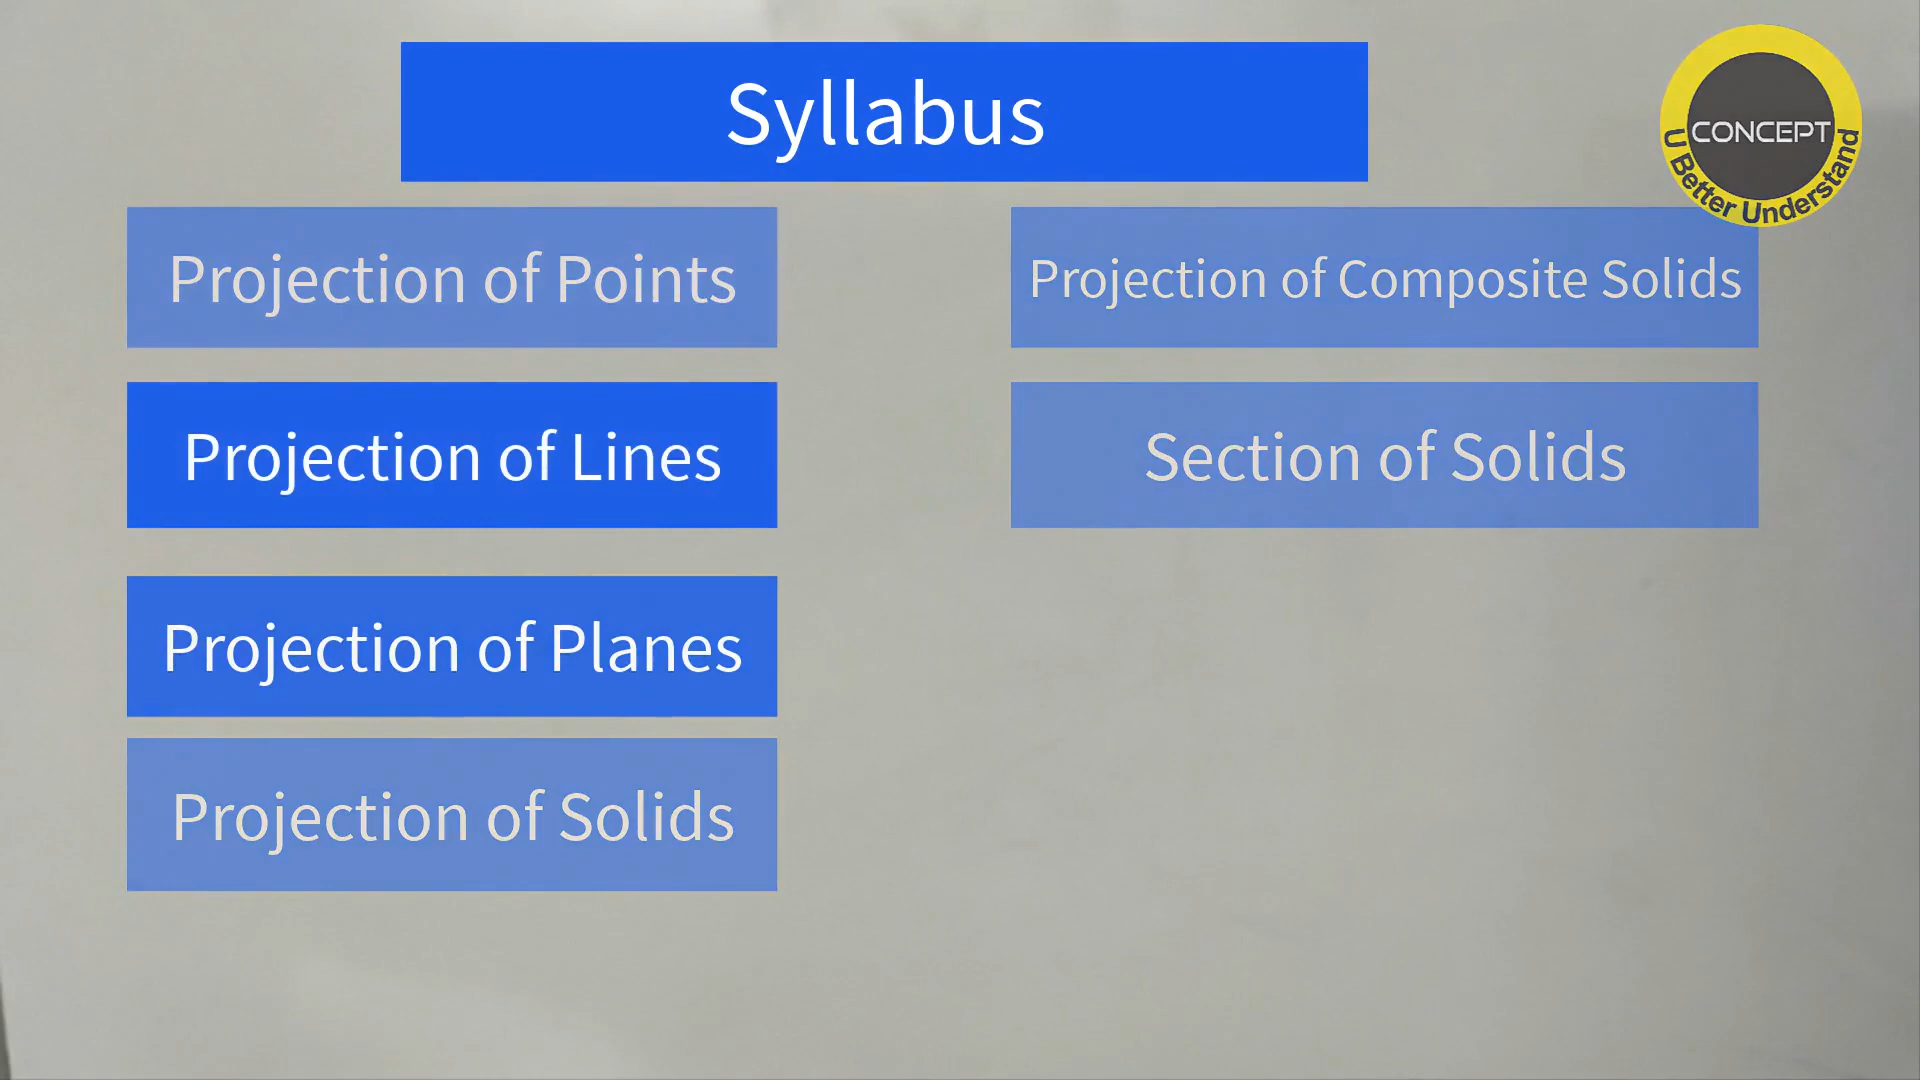 Syllabus
CONCEPT
U Better Understand
Projection of Points
Projection of Lines
Projection of Planes
Projection of Solids
Projection of Composite Solids
Section of Solids